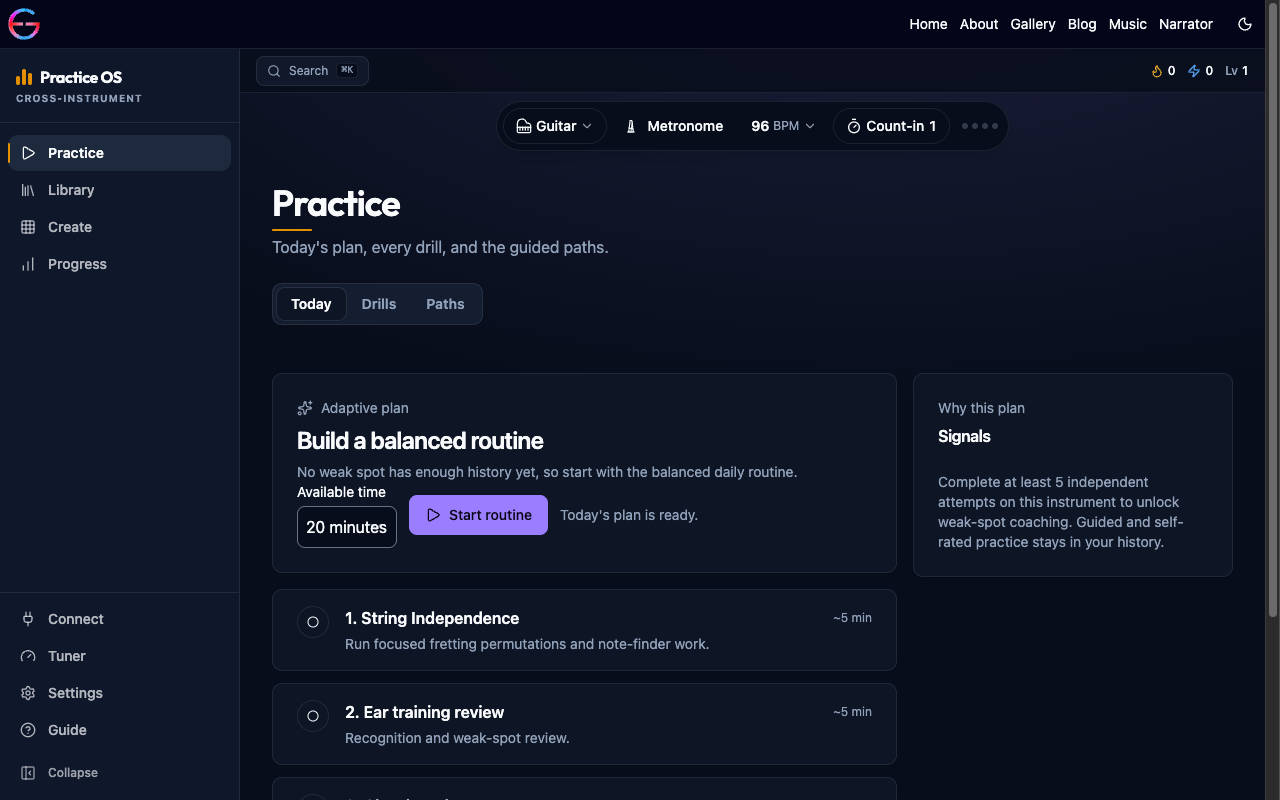 Home About Gallery Blog Music Narrator
Practice OS
CROSS-INSTRUMENT
Search ⌘K
0 0 Lv 1
Guitar Metronome 96 BPM Count-in 1
Practice
Library
Create
Progress
Practice
Today's plan, every drill, and the guided paths.
Today Drills Paths
Adaptive plan
Build a balanced routine
No weak spot has enough history yet, so start with the balanced daily routine.
Available time
20 minutes
Start routine
Today's plan is ready.
Why this plan
Signals
Complete at least 5 independent
attempts on this instrument to unlock
weak-spot coaching. Guided and self-
rated practice stays in your history.
1. String Independence ~5 min
Run focused fretting permutations and note-finder work.
2. Ear training review ~5 min
Recognition and weak-spot review.
Connect
Tuner
Settings
Guide
Collapse